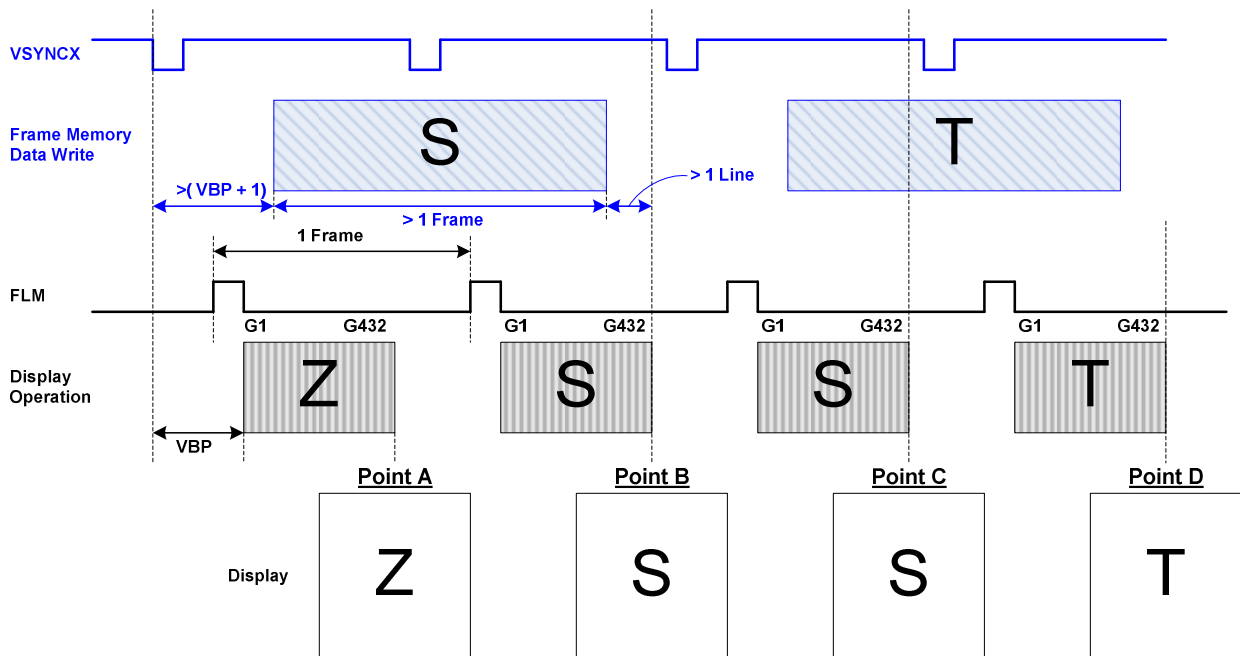 VSYNCX
Frame Memory
Data Write
S
T
>( VBP + 1)
> 1 Frame
> 1 Line
1 Frame
FLM
G1
G432
G1
G432
G1
G432
G1
G432
Display
Operation
Z
S
S
T
VBP
Point A
Point B
Point C
Point D
Display
Z
S
S
T